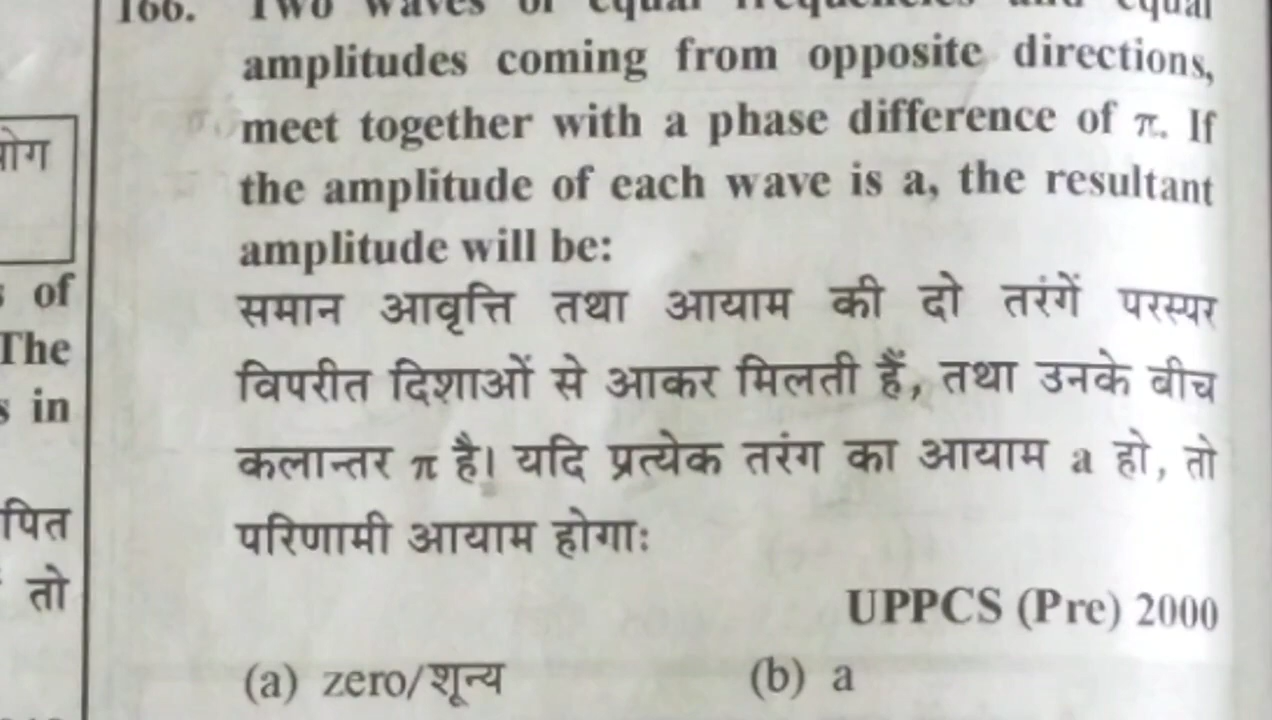 योग
of
The
s in
पित
तो
166. Two waves of equal frequencies and equal
amplitudes coming from opposite directions,
meet together with a phase difference of π. If
the amplitude of each wave is a, the resultant
amplitude will be:
समान आवृत्ति तथा आयाम की दो तरंगें परस्पर
विपरीत दिशाओं से आकर मिलती हैं, तथा उनके बीच
कलान्तर π है। यदि प्रत्येक तरंग का आयाम a हो, तो
परिणामी आयाम होगाः
UPPCS (Pre) 2000
(a) zero/शून्य (b) a